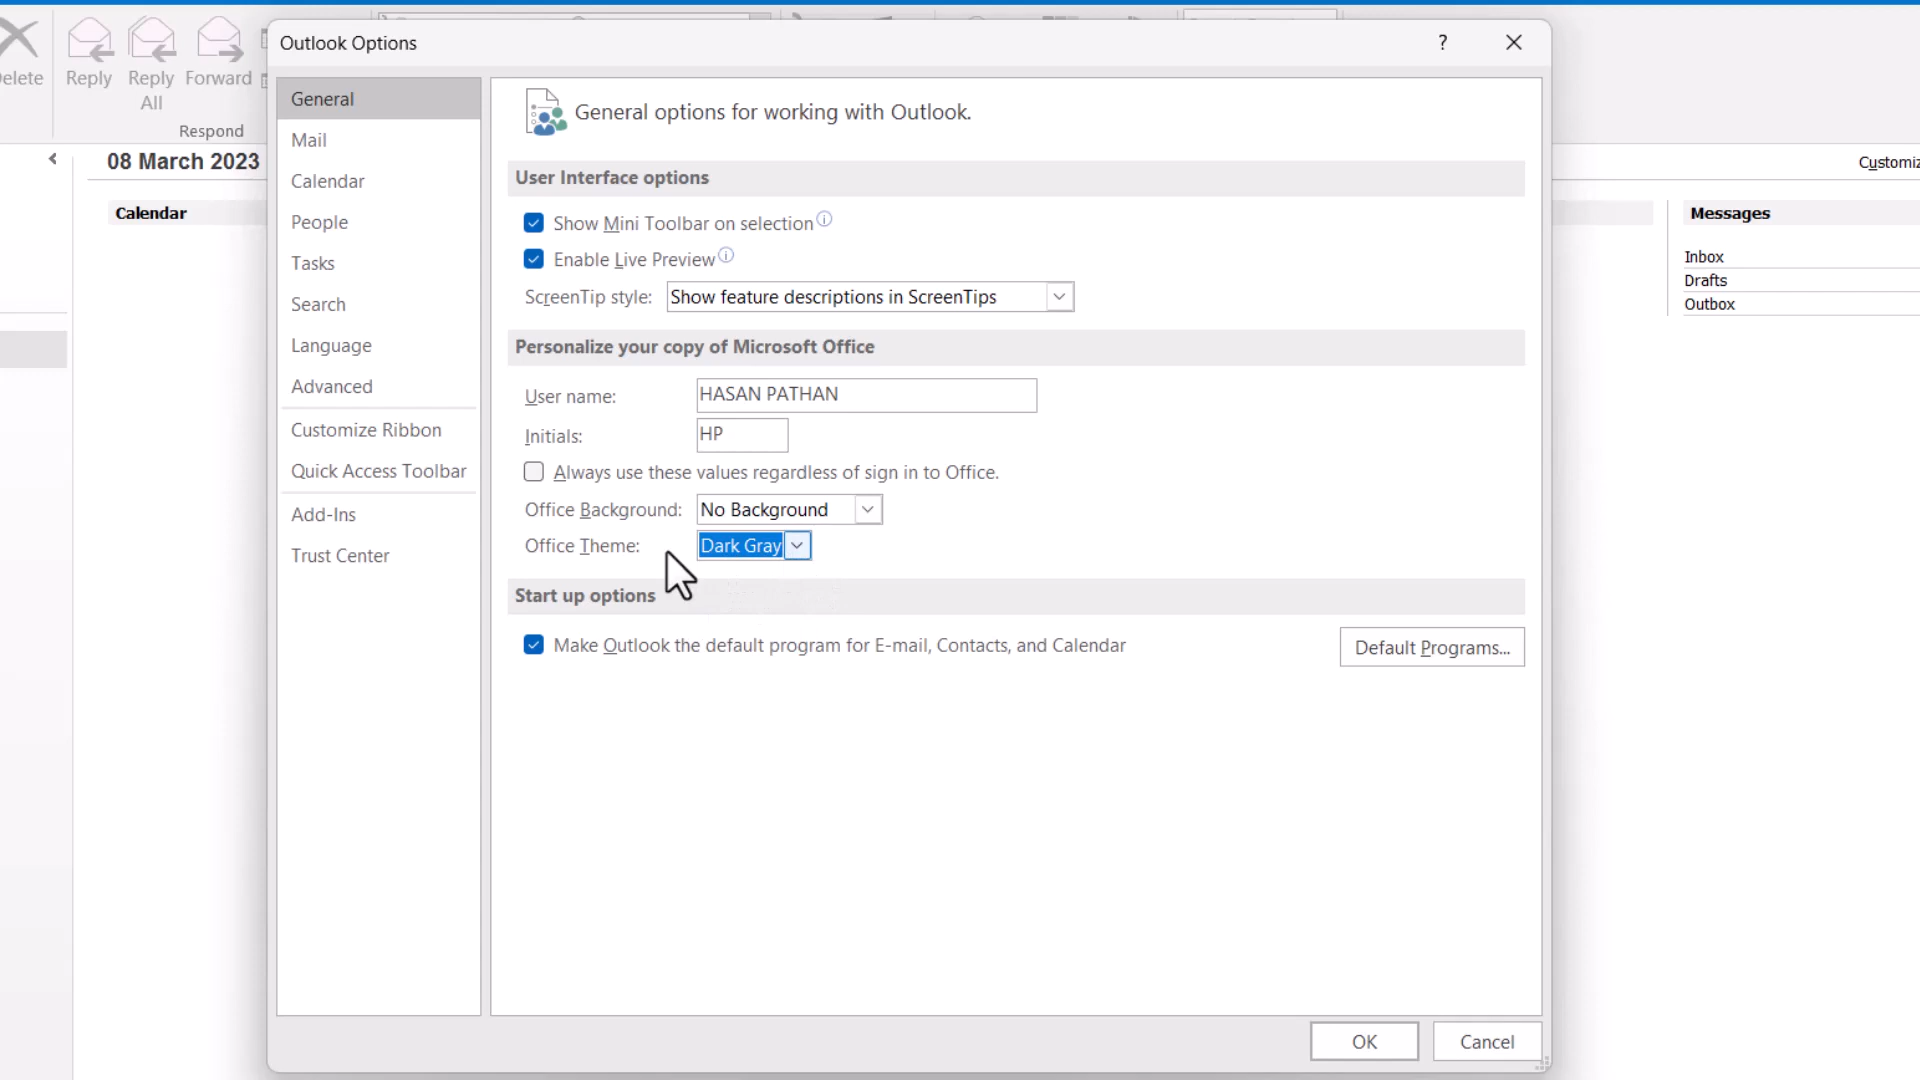 Outlook Options
?
elete
Reply
Reply All
Forward
Respond
08 March 2023
Calendar
Customiz
Messages
Inbox
Drafts
Outbox
General
Mail
Calendar
People
Tasks
Search
Language
Advanced
Customize Ribbon
Quick Access Toolbar
Add-Ins
Trust Center
General options for working with Outlook.
User Interface options
Show Mini Toolbar on selection
Enable Live Preview
ScreenTip style: Show feature descriptions in ScreenTips
Personalize your copy of Microsoft Office
User name: HASAN PATHAN
Initials: HP
Always use these values regardless of sign in to Office.
Office Background: No Background
Office Theme: Dark Gray
Start up options
Make Outlook the default program for E-mail, Contacts, and Calendar
Default Programs...
OK
Cancel